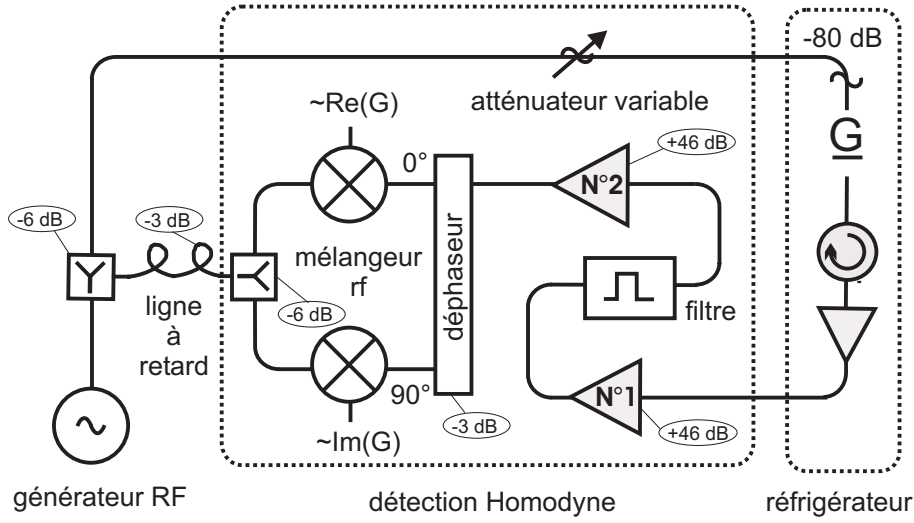 -80 dB
atténuateur variable
~Re(G)
+46 dB
0°
N°2
G
-6 dB
-3 dB
mélangeur
rf
déphaseur
-6 dB
ligne
à
retard
filtre
90°
N°1
-3 dB
+46 dB
~Im(G)
générateur RF
détection Homodyne
réfrigérateur